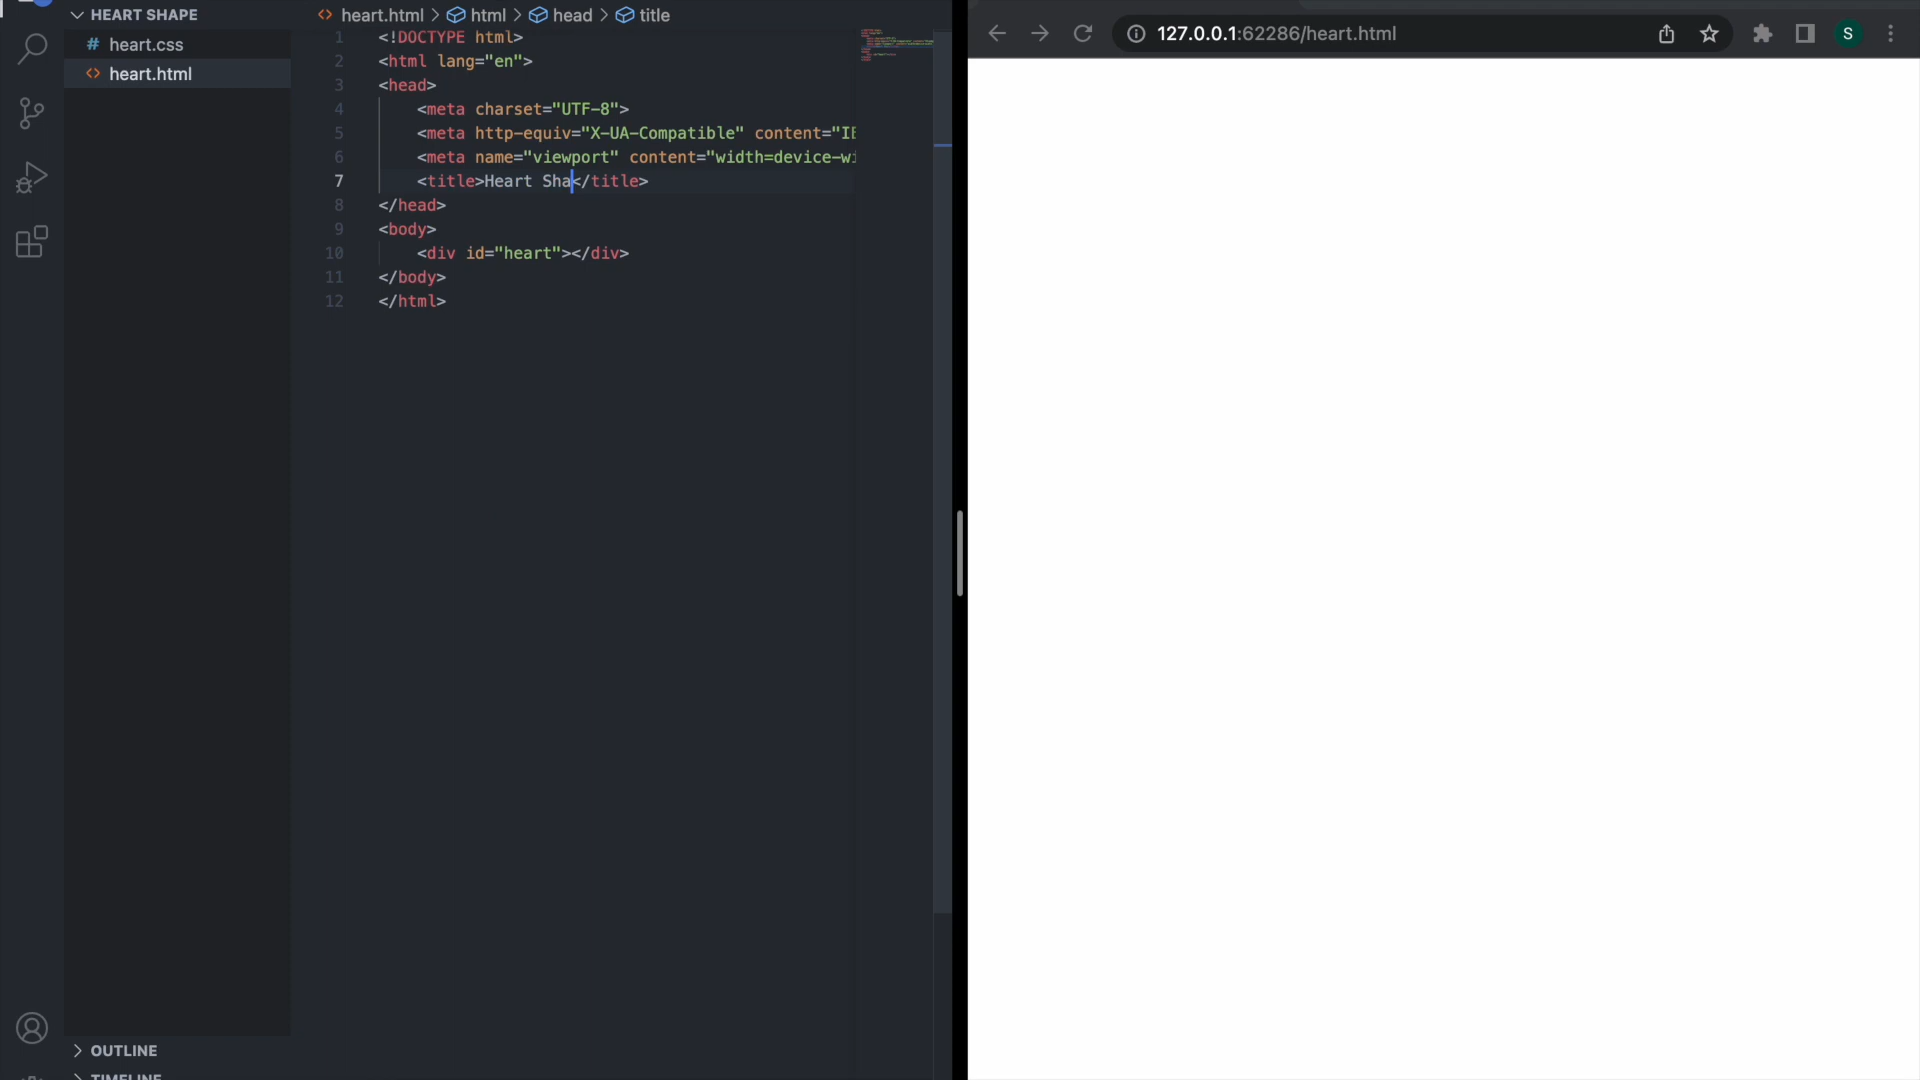 HEART SHAPE
# heart.css
<> heart.html
OUTLINE
<> heart.html > html > head > title
1 <!DOCTYPE html>
2 <html lang="en">
3 <head>
4 <meta charset="UTF-8">
5 <meta http-equiv="X-UA-Compatible" content="IE
6 <meta name="viewport" content="width=device-wi
7 <title>Heart Sha</title>
8 </head>
9 <body>
10 <div id="heart"></div>
11 </body>
12 </html>
127.0.0.1:62286/heart.html
S